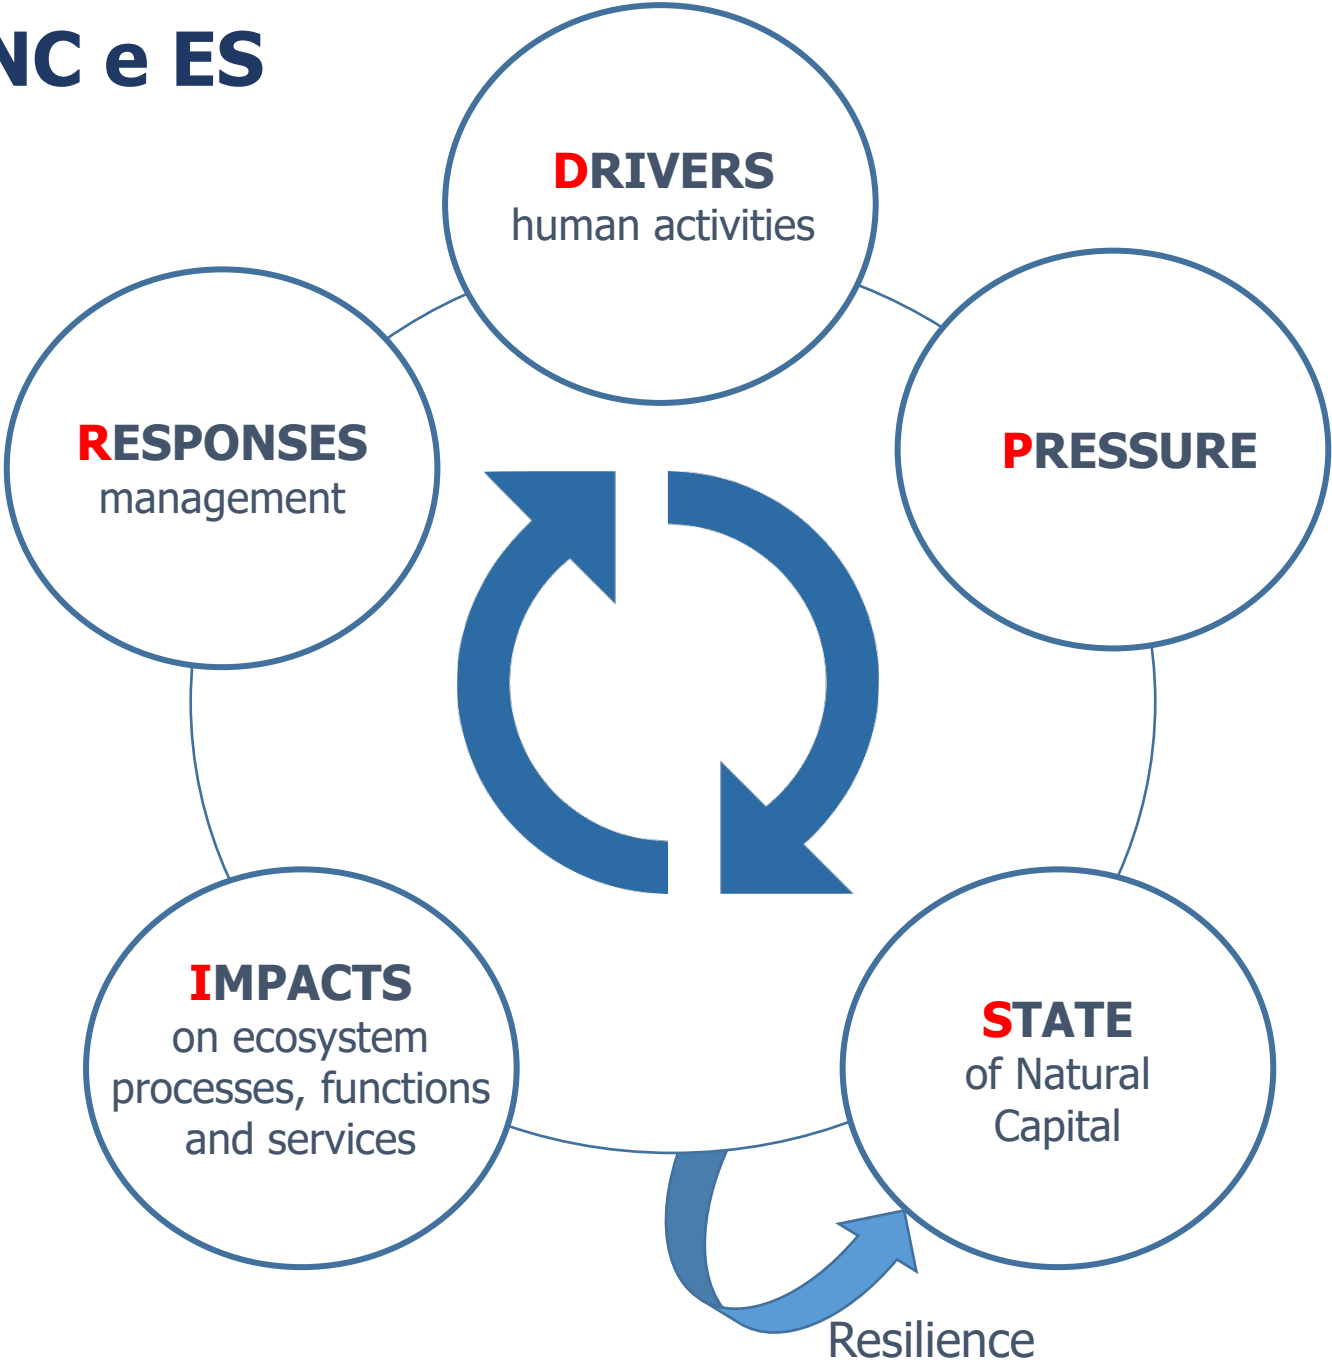 NC e ES
DRIVERS
human activities
PRESSURE
RESPONSES
management
IMPACTS
on ecosystem
processes, functions
and services
STATE
of Natural
Capital
Resilience